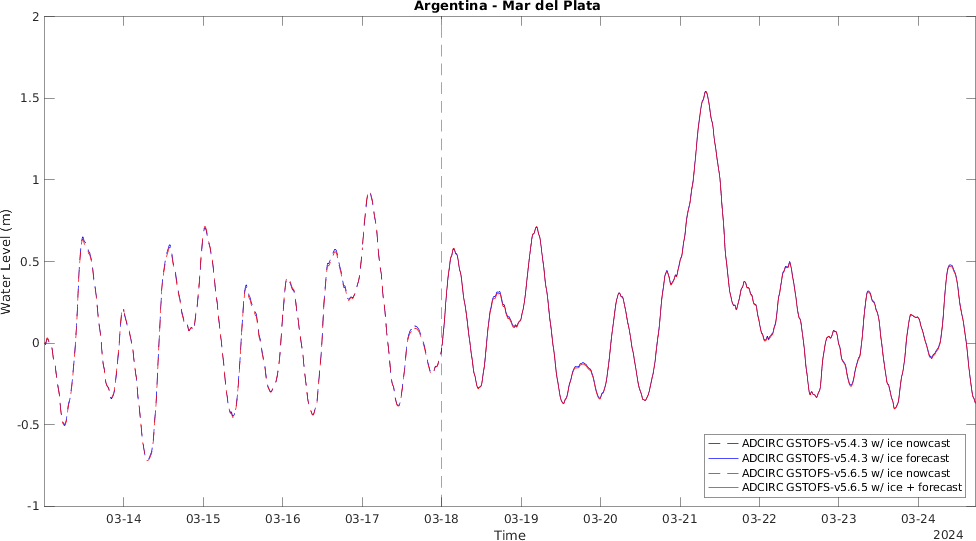 Argentina - Mar del Plata
Water Level (m)
2
1.5
1
0.5
0
-0.5
-1
ADCIRC GSTOFS-v5.4.3 w/ ice nowcast
ADCIRC GSTOFS-v5.4.3 w/ ice forecast
ADCIRC GSTOFS-v5.6.5 w/ ice nowcast
ADCIRC GSTOFS-v5.6.5 w/ ice + forecast
03-14 03-15 03-16 03-17 03-18 03-19 03-20 03-21 03-22 03-23 03-24
Time
2024